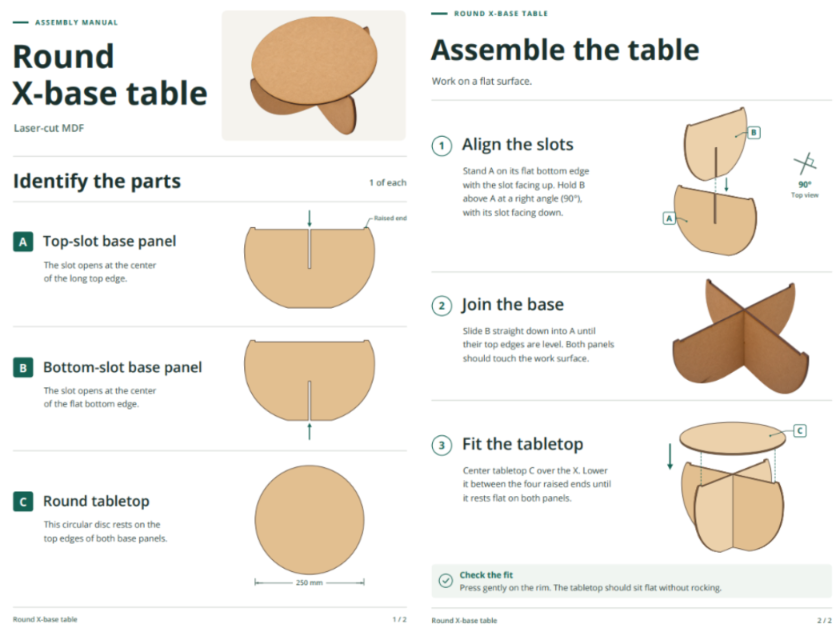 ASSEMBLY MANUAL
Round
X-base table
Laser-cut MDF
Identify the parts
1 of each
A
Top-slot base panel
The slot opens at the center
of the long top edge.
Raised end
B
Bottom-slot base panel
The slot opens at the center
of the flat bottom edge.
C
Round tabletop
This circular disc rests on the
top edges of both base panels.
250 mm
Round X-base table
1 / 2
ROUND X-BASE TABLE
Assemble the table
Work on a flat surface.
1
Align the slots
Stand A on its flat bottom edge
with the slot facing up. Hold B
above A at a right angle (90°),
with its slot facing down.
B
A
90°
Top view
2
Join the base
Slide B straight down into A until
their top edges are level. Both panels
should touch the work surface.
3
Fit the tabletop
Center tabletop C over the X. Lower
it between the four raised ends until
it rests flat on both panels.
C
Check the fit
Press gently on the rim. The tabletop should sit flat without rocking.
Round X-base table
2 / 2